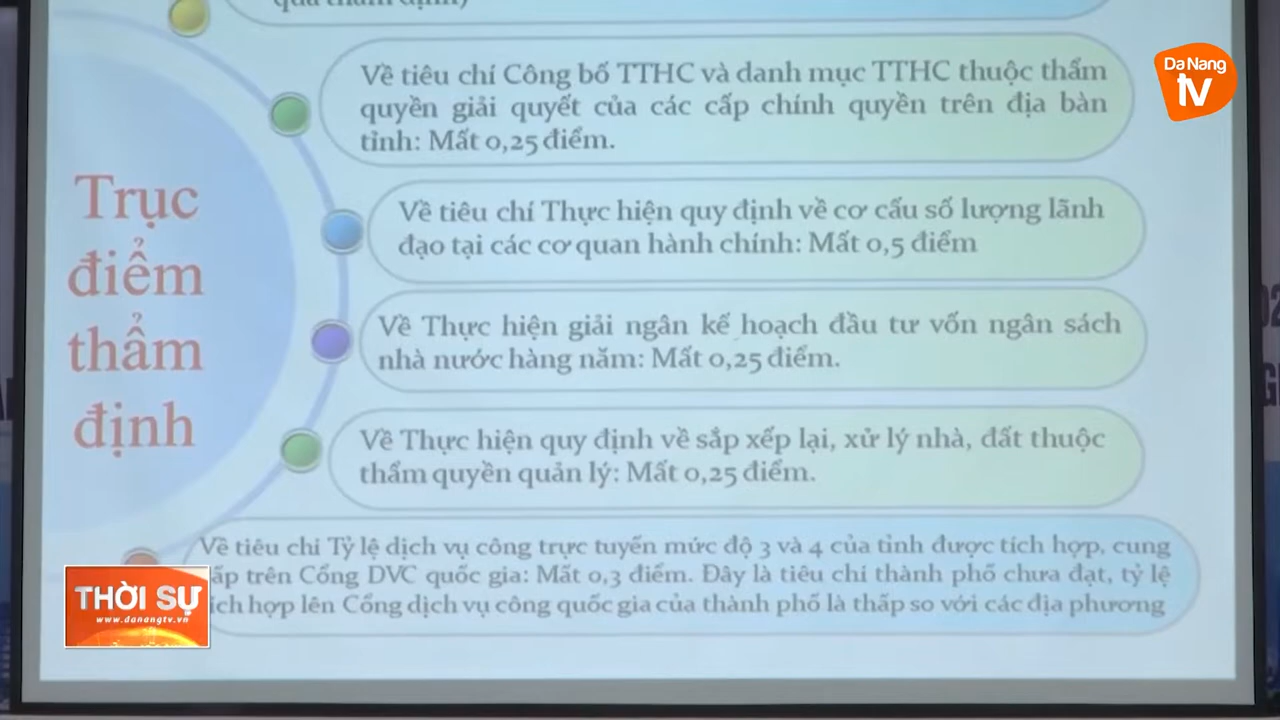 Da Nang
tv
Về tiêu chí Công bố TTHC và danh mục TTHC thuộc thẩm
quyền giải quyết của các cấp chính quyền trên địa bàn
tỉnh: Mất 0,25 điểm.
Về tiêu chí Thực hiện quy định về cơ cấu số lượng lãnh
đạo tại các cơ quan hành chính: Mất 0,5 điểm
Trục
điểm
thẩm
định
Về Thực hiện giải ngân kế hoạch đầu tư vốn ngân sách
nhà nước hàng năm: Mất 0,25 điểm.
Về Thực hiện quy định về sắp xếp lại, xử lý nhà, đất thuộc
thẩm quyền quản lý: Mất 0,25 điểm.
Về tiêu chí Tỷ lệ dịch vụ công trực tuyến mức độ 3 và 4 của tỉnh được tích hợp, cung
trên Cổng DVC quốc gia: Mất 0,3 điểm. Đây là tiêu chí thành phố chưa đạt, tỷ lệ
hợp lên Cổng dịch vụ công quốc gia của thành phố là thấp so với các địa phương
THỜI SỰ
www.danangtv.vn